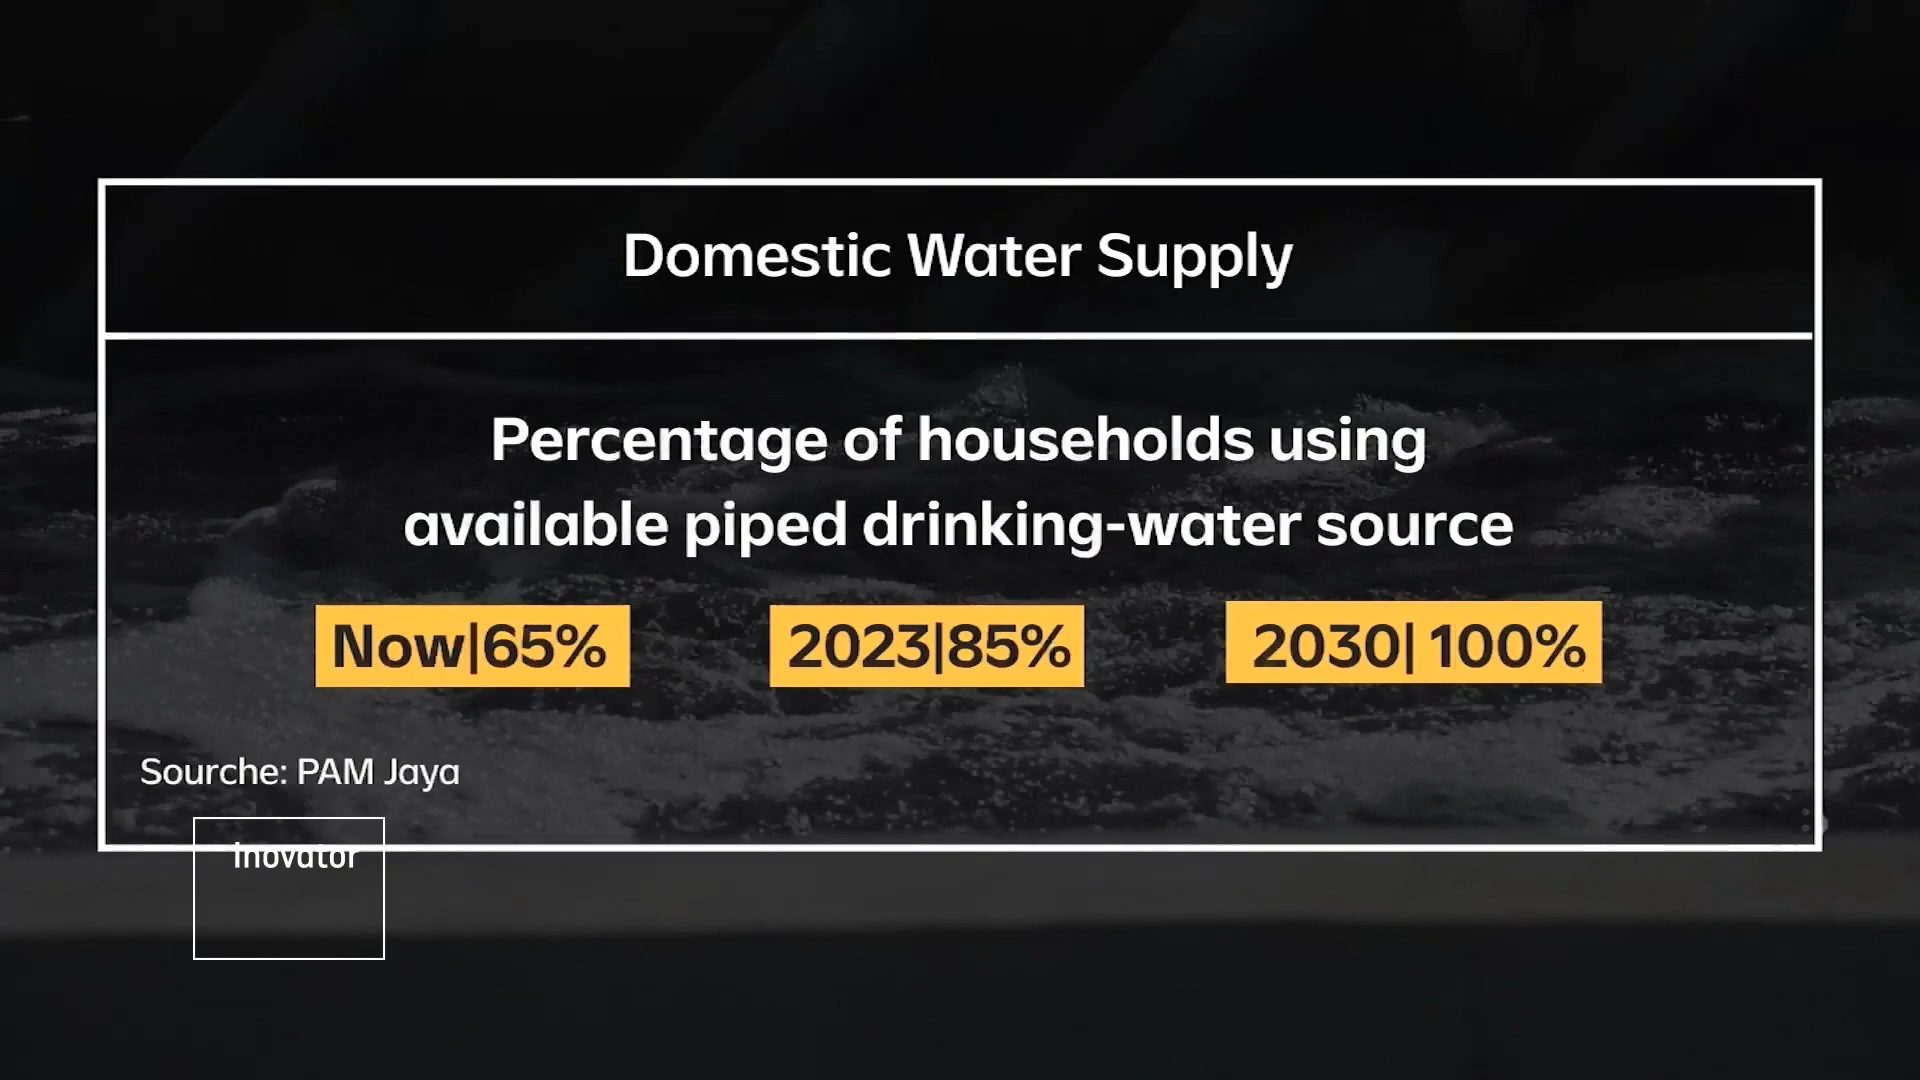 Domestic Water Supply
Percentage of households using
available piped drinking-water source
Now|65% 2023|85% 2030| 100%
Sourche: PAM Jaya
Inovator